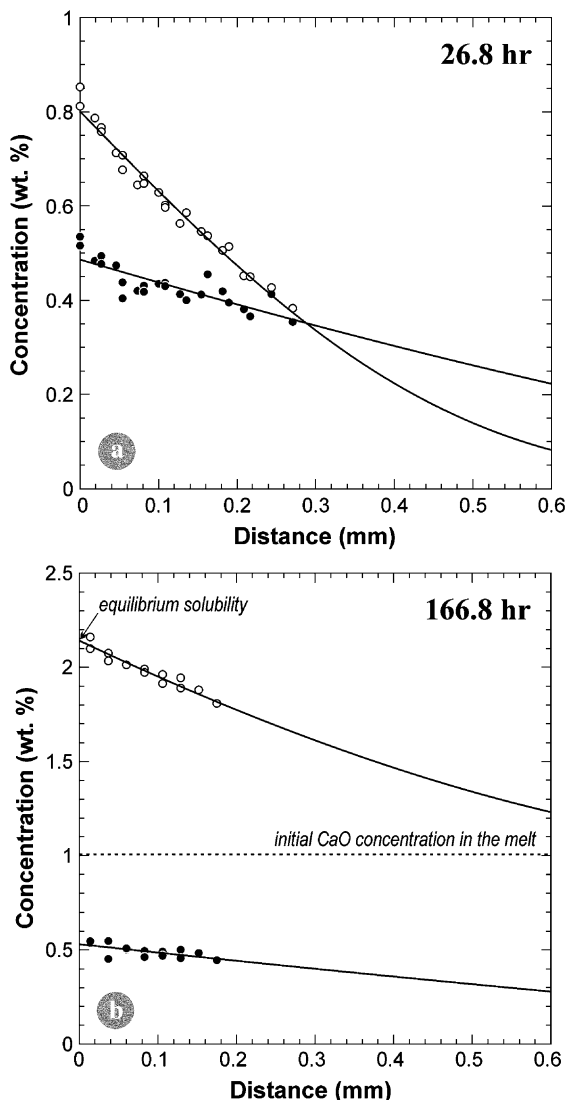 1
26.8 hr
0.8
0.6
0.4
0.2
0
Concentration (wt. %)
a
0 0.1 0.2 0.3 0.4 0.5 0.6
Distance (mm)
2.5
166.8 hr
equilibrium solubility
2
1.5
initial CaO concentration in the melt
1
0.5
0
Concentration (wt. %)
b
0 0.1 0.2 0.3 0.4 0.5 0.6
Distance (mm)